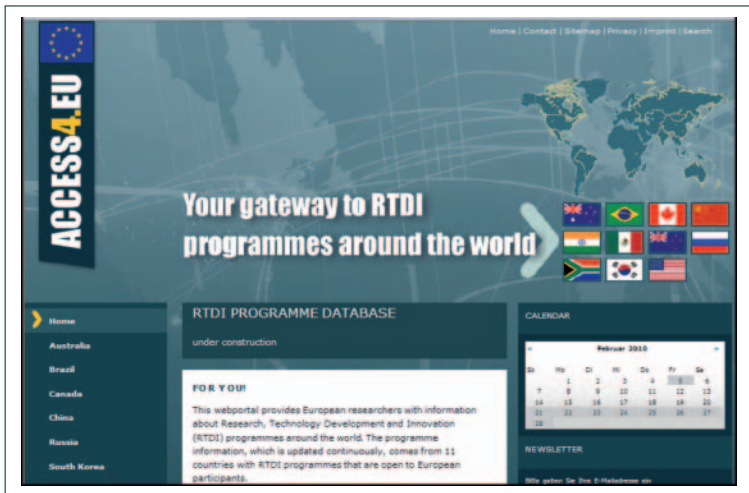 Home | Contact | Sitemap | Privacy | Imprint | Search
ACCESS4.EU
Your gateway to RTDI
programmes around the world
Home
Australia
Brazil
Canada
China
Russia
South Korea
RTDI PROGRAMME DATABASE
under construction
FOR YOU!
This webportal provides European researchers with information
about Research, Technology Development and Innovation
(RTDI) programmes around the world. The programme
information, which is updated continuously, comes from 11
countries with RTDI programmes that are open to European
participants.
CALENDAR
« Februar 2010 »
So Mo Di Mi Do Fr Sa
1 2 3 4 5 6
7 8 9 10 11 12 13
14 15 16 17 18 19 20
21 22 23 24 25 26 27
28
NEWSLETTER
Bitte geben Sie Ihre E-Mailadresse ein